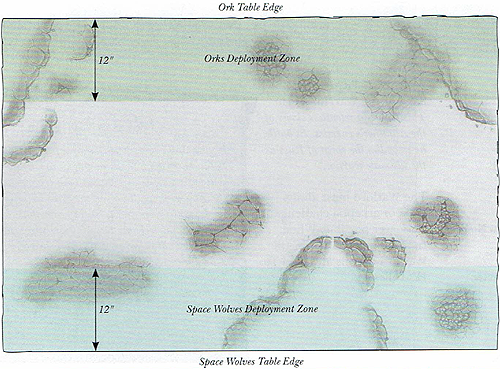 Ork Table Edge
12"
Orks Deployment Zone
Space Wolves Deployment Zone
12"
Space Wolves Table Edge